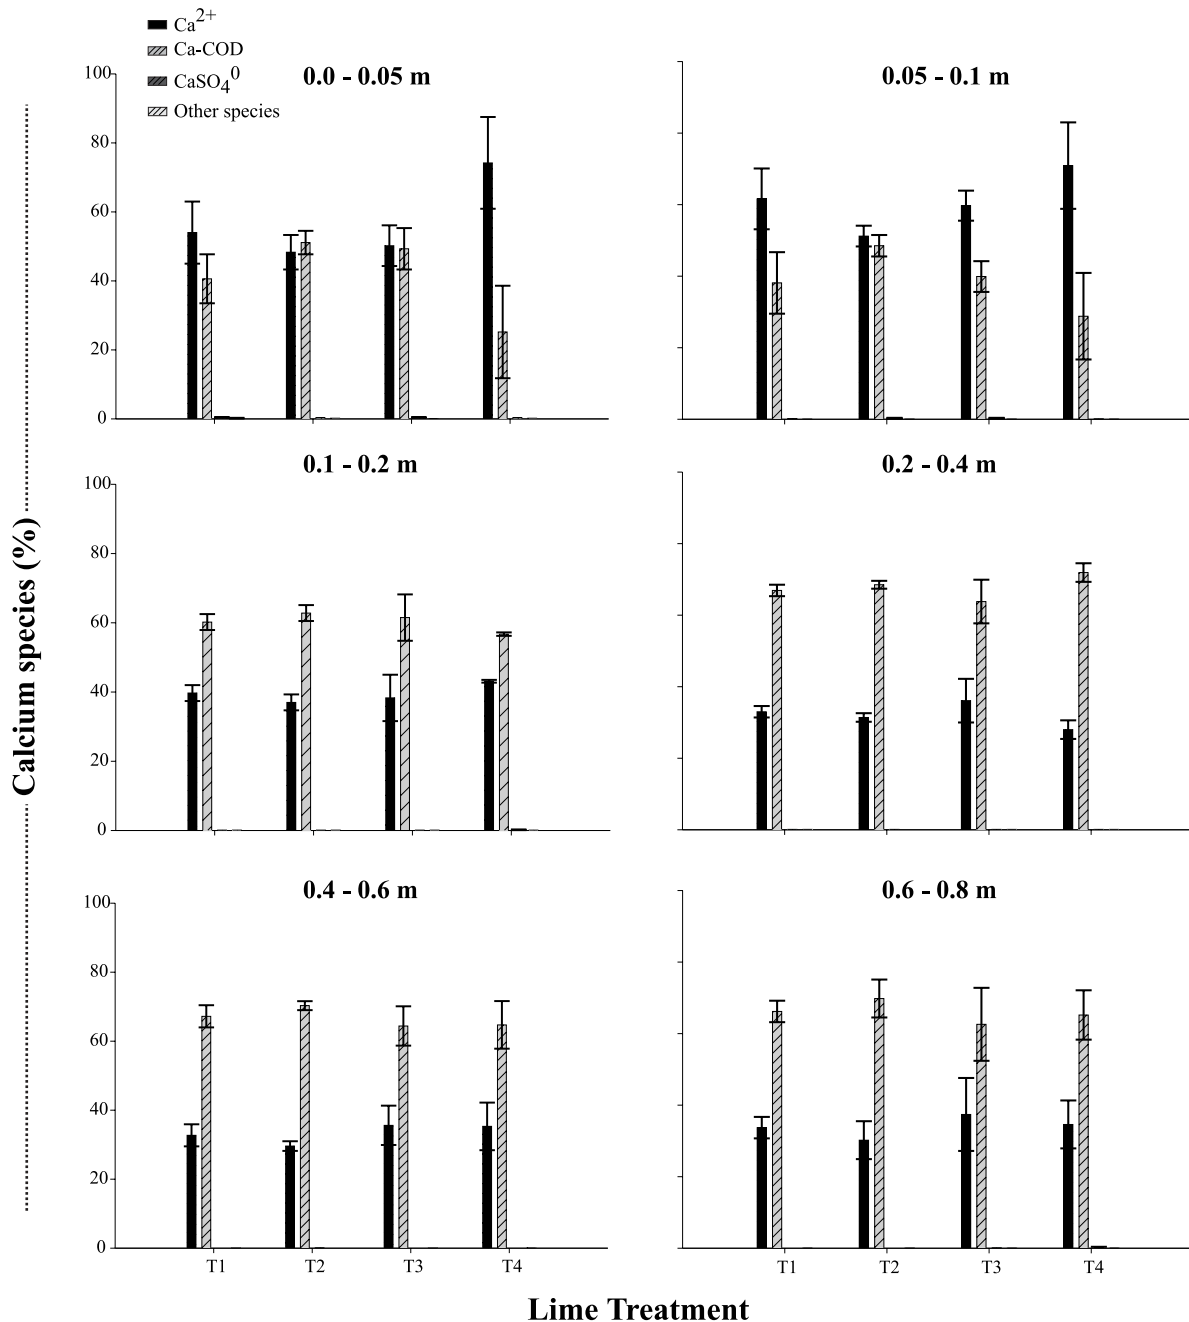 Ca2+
Ca-COD
CaSO40
Other species
0.0 - 0.05 m
0.05 - 0.1 m
100
80
60
40
20
0
0.1 - 0.2 m
0.2 - 0.4 m
100
80
60
40
20
0
Calcium species (%)
0.4 - 0.6 m
0.6 - 0.8 m
100
80
60
40
20
0
T1 T2 T3 T4
T1 T2 T3 T4
Lime Treatment